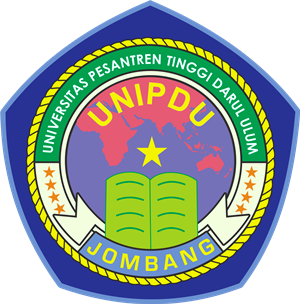 UNIVERSITAS PESANTREN TINGGI DARUL ULUM
UNIPDU
JOMBANG